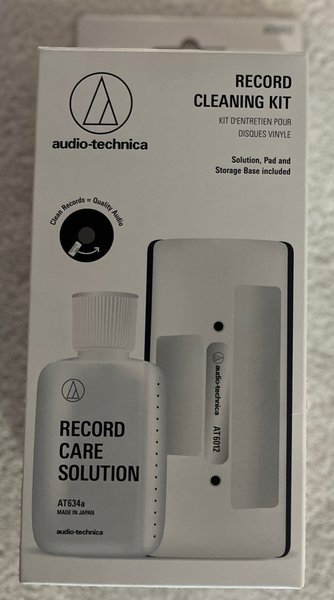 RECORD
CLEANING KIT
KIT D'ENTRETIEN POUR
DISQUES VINYLE
audio-technica
Solution, Pad and
Storage Base included
Clean Records = Quality Audio
audio-technica
AT6012
RECORD
CARE
SOLUTION
AT634a
MADE IN JAPAN
audio-technica